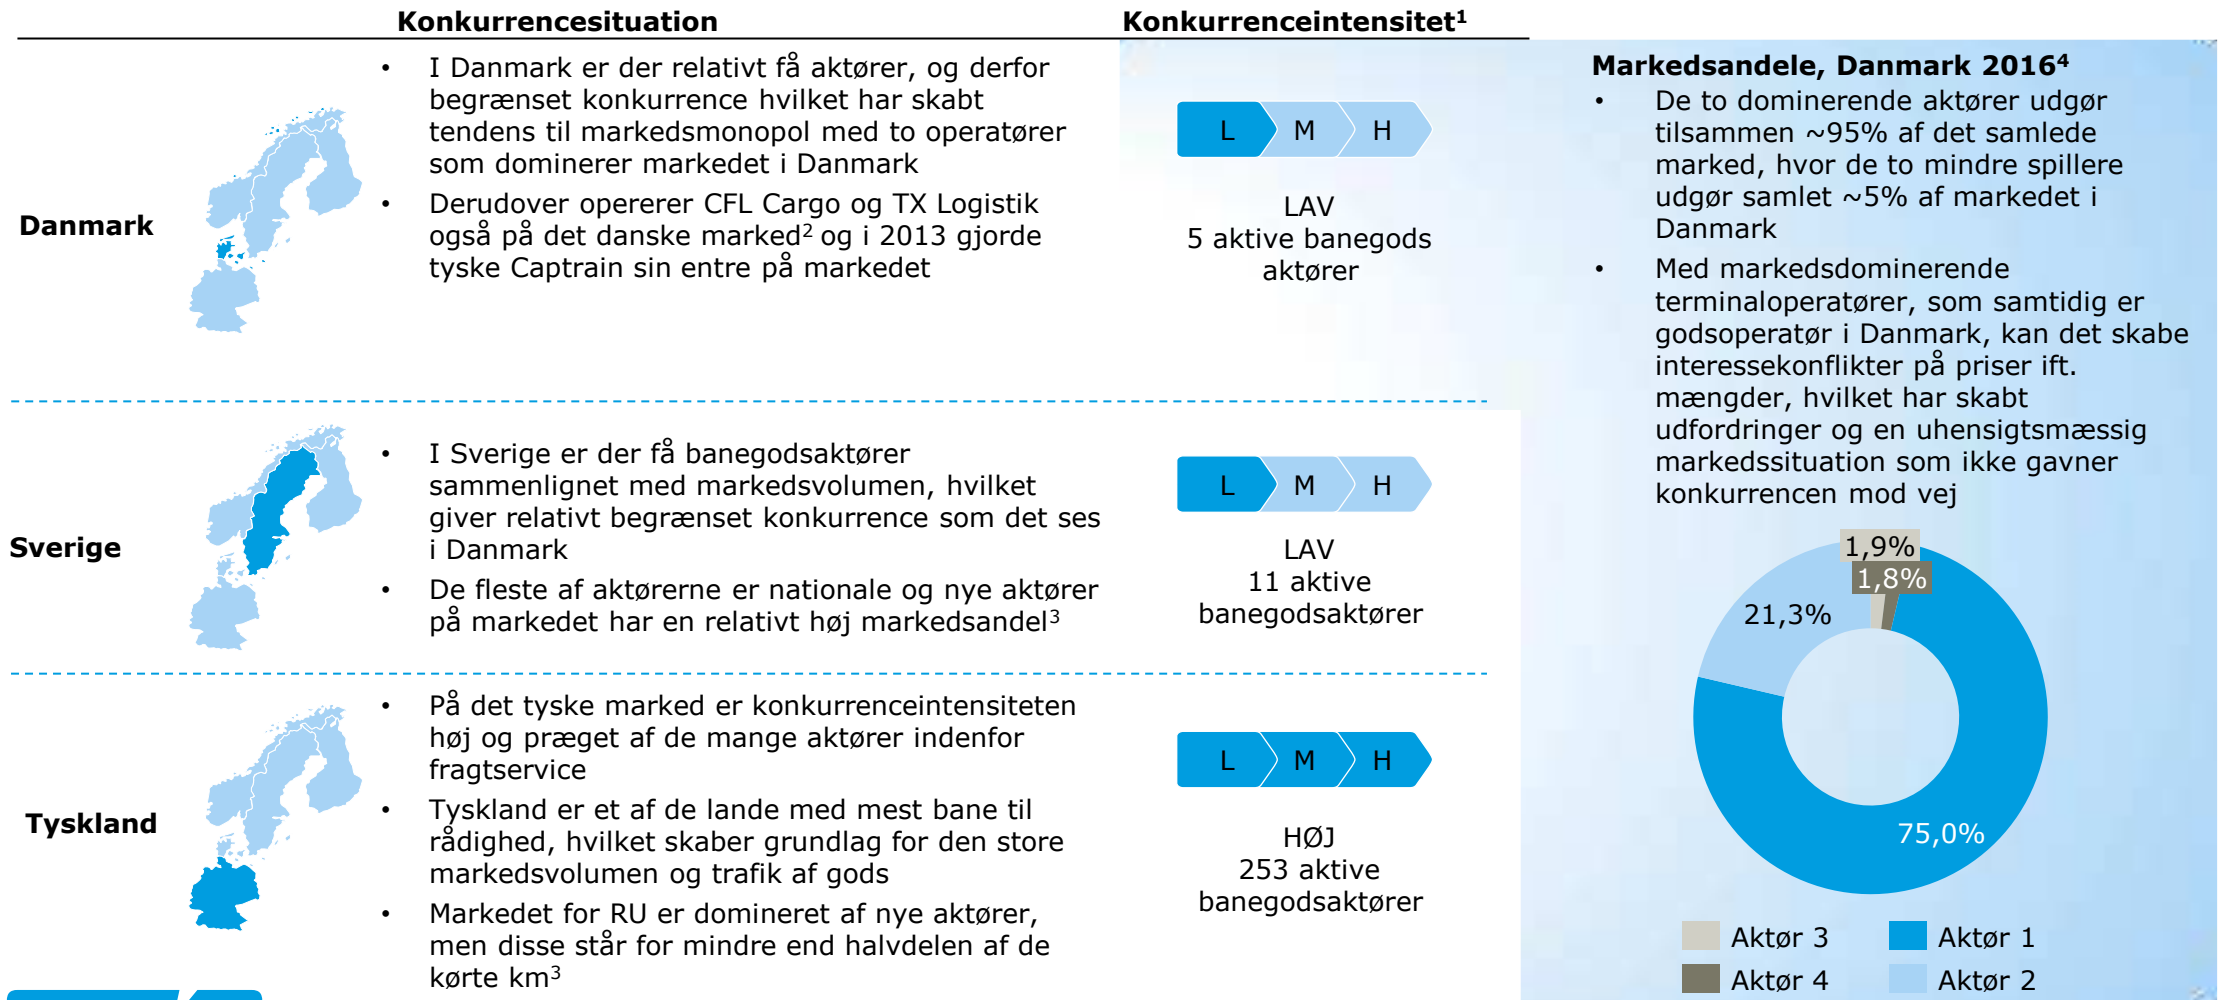 Konkurrencesituation
Konkurrenceintensitet¹
Danmark
• I Danmark er der relativt få aktører, og derfor
begrænset konkurrence hvilket har skabt
tendens til markedsmonopol med to operatører
som dominerer markedet i Danmark
• Derudover opererer CFL Cargo og TX Logistik
også på det danske marked² og i 2013 gjorde
tyske Captrain sin entre på markedet
L M H
LAV
5 aktive banegods
aktører
Sverige
• I Sverige er der få banegodsaktører
sammenlignet med markedsvolumen, hvilket
giver relativt begrænset konkurrence som det ses
i Danmark
• De fleste af aktørerne er nationale og nye aktører
på markedet har en relativt høj markedsandel³
L M H
LAV
11 aktive
banegodsaktører
Tyskland
• På det tyske marked er konkurrenceintensiteten
høj og præget af de mange aktører indenfor
fragtservice
• Tyskland er et af de lande med mest bane til
rådighed, hvilket skaber grundlag for den store
markedsvolumen og trafik af gods
• Markedet for RU er domineret af nye aktører,
men disse står for mindre end halvdelen af de
kørte km³
L M H
HØJ
253 aktive
banegodsaktører
Markedsandele, Danmark 2016⁴
• De to dominerende aktører udgør
tilsammen ~95% af det samlede
marked, hvor de to mindre spillere
udgør samlet ~5% af markedet i
Danmark
• Med markedsdominerende
terminaloperatører, som samtidig er
godsoperatør i Danmark, kan det skabe
interessekonflikter på priser ift.
mængder, hvilket har skabt
udfordringer og en uhensigtsmæssig
markedssituation som ikke gavner
konkurrencen mod vej
1,9%
1,8%
21,3%
75,0%
Aktør 3 Aktør 1
Aktør 4 Aktør 2